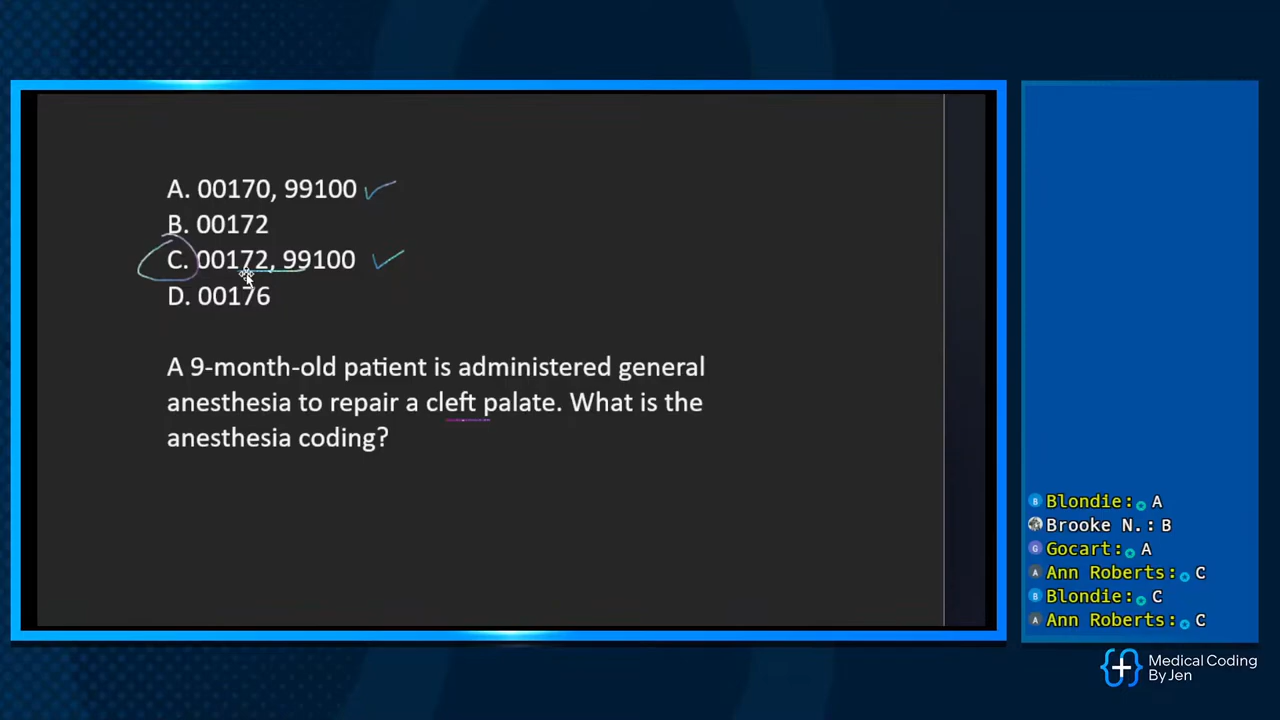 A. 00170, 99100
B. 00172
C. 00172, 99100
D. 00176
A 9-month-old patient is administered general
anesthesia to repair a cleft palate. What is the
anesthesia coding?
B Blondie: A
Brooke N.: B
G Gocart: A
A Ann Roberts: C
B Blondie: C
A Ann Roberts: C
Medical Coding
By Jen